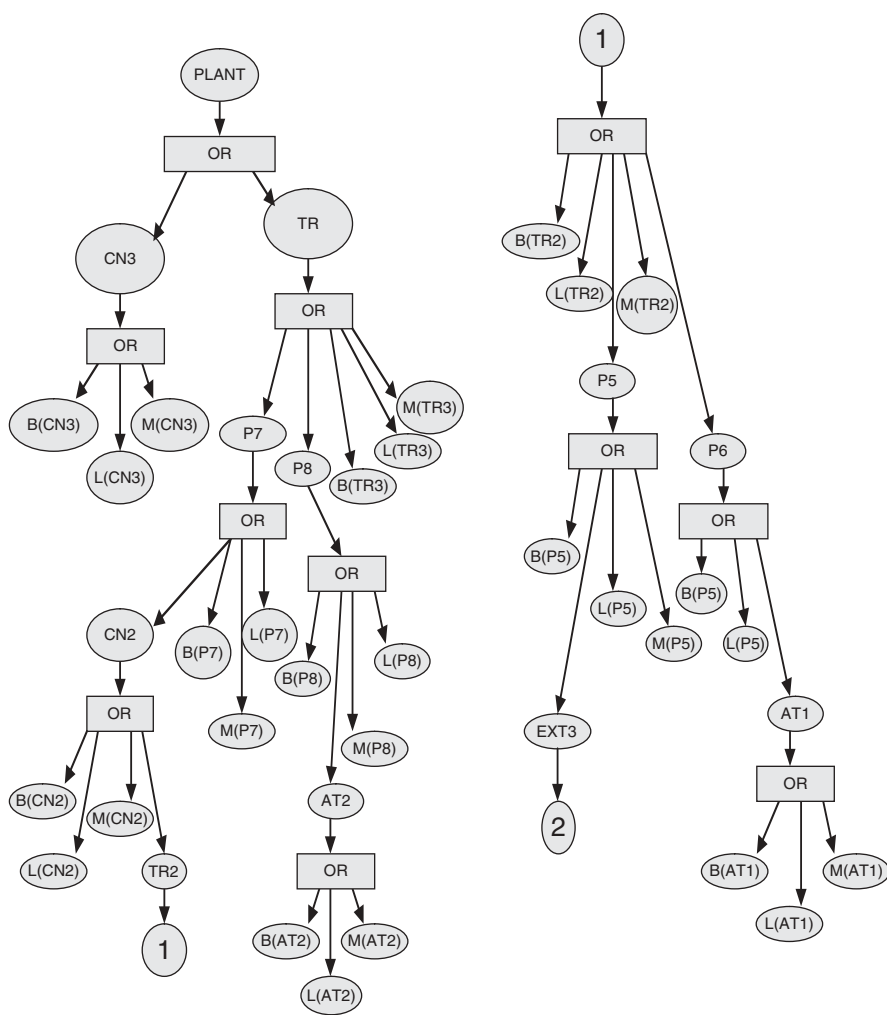 PLANT
OR
CN3
TR
OR
OR
B(CN3)
L(CN3)
M(CN3)
P7
P8
B(TR3)
L(TR3)
M(TR3)
OR
OR
CN2
B(P7)
M(P7)
L(P7)
B(P8)
M(P8)
L(P8)
OR
B(CN2)
L(CN2)
M(CN2)
TR2
1
AT2
OR
B(AT2)
L(AT2)
M(AT2)
1
OR
B(TR2)
L(TR2)
M(TR2)
P5
P6
OR
OR
B(P5)
L(P5)
M(P5)
B(P5)
L(P5)
EXT3
2
AT1
OR
B(AT1)
L(AT1)
M(AT1)